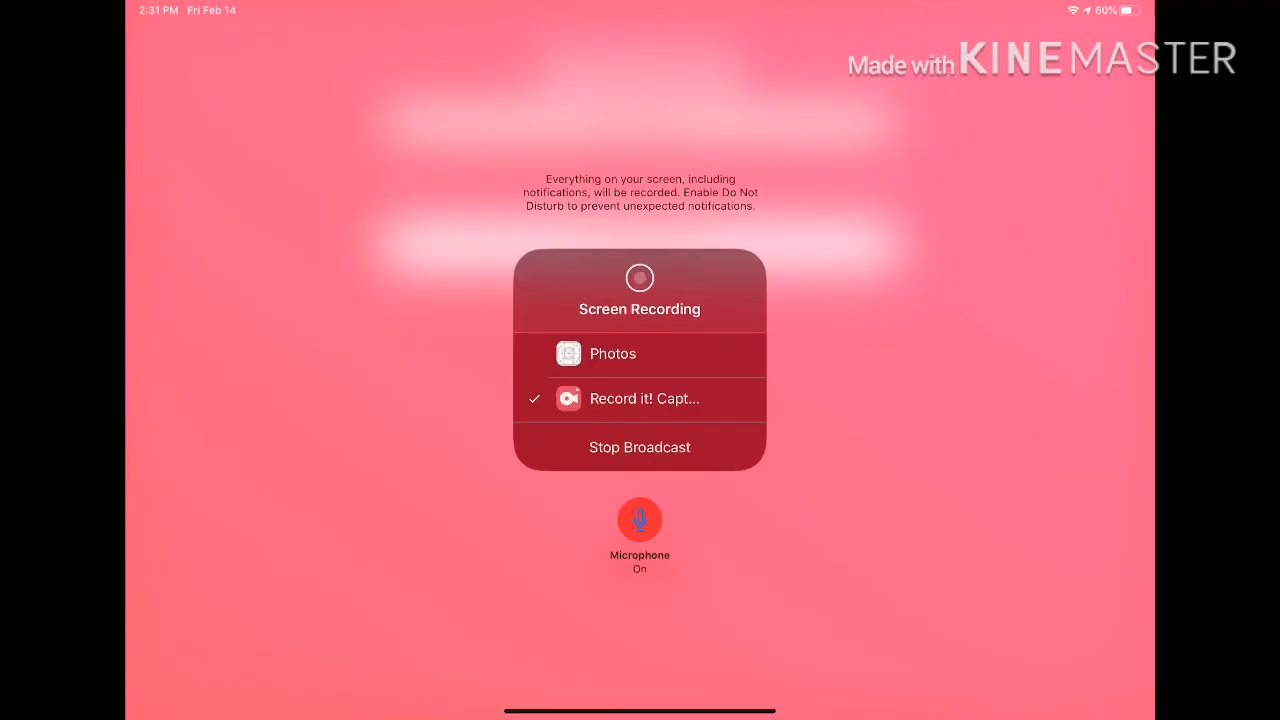 2:31 PM Fri Feb 14
60%
Made with KINEMASTER
Everything on your screen, including
notifications, will be recorded. Enable Do Not
Disturb to prevent unexpected notifications.
Screen Recording
Photos
Record it! Capt...
Stop Broadcast
Microphone
On